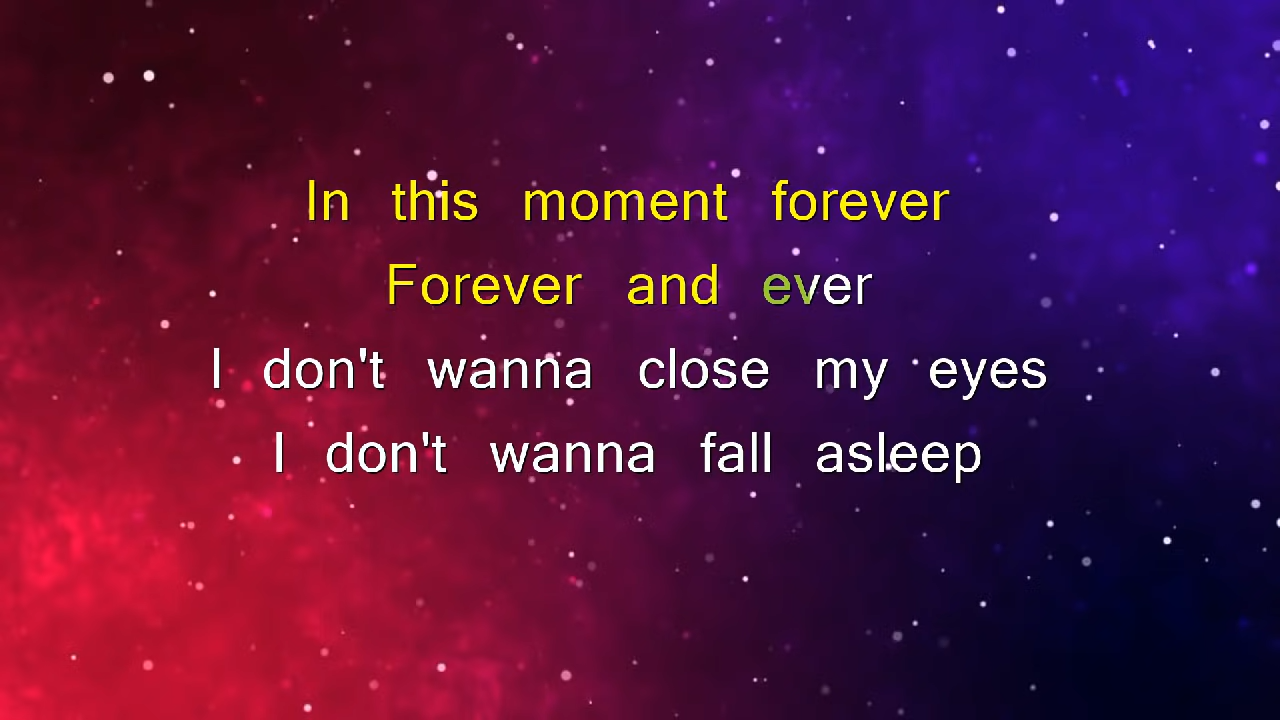 In this moment forever
Forever and ever
I don't wanna close my eyes
I don't wanna fall asleep